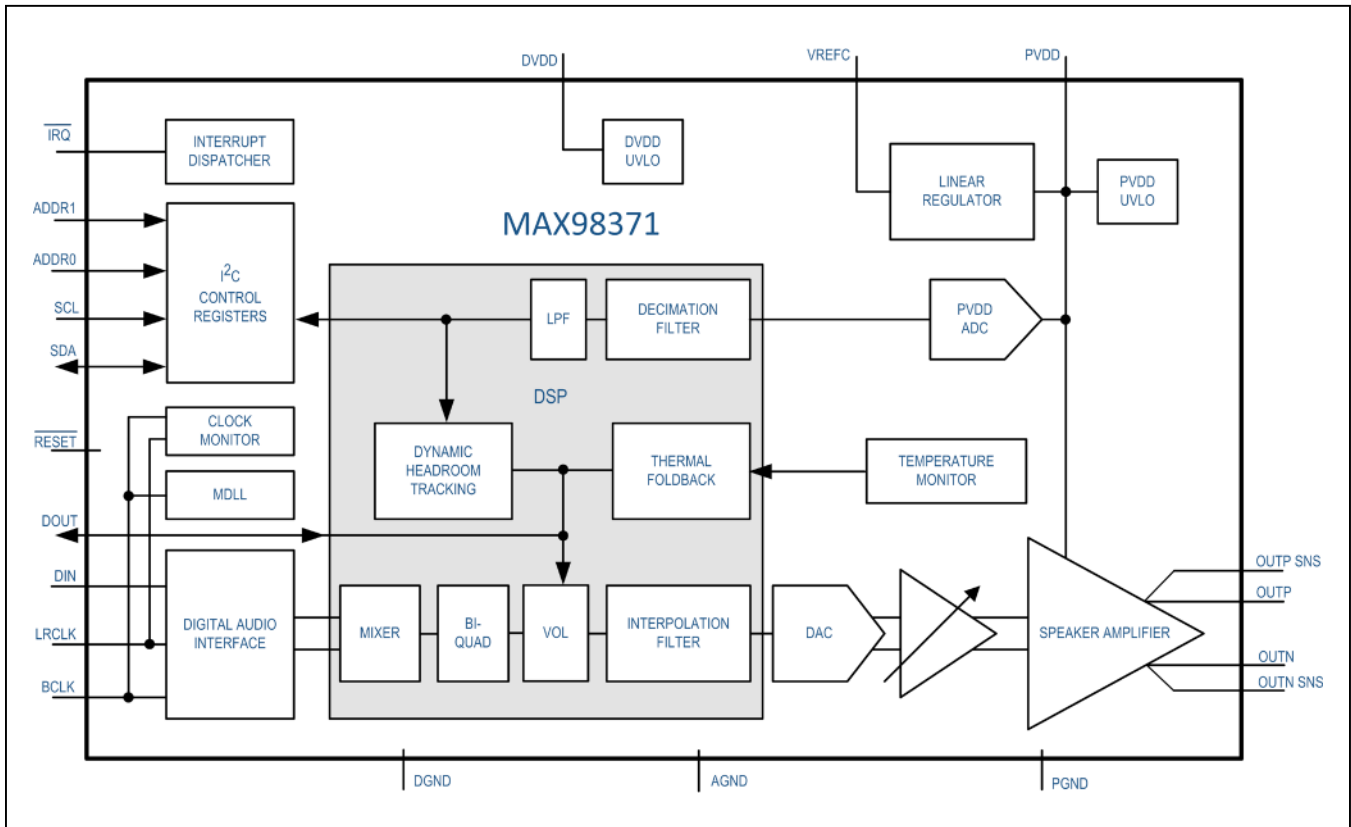 DVDD
VREFC
PVDD
IRQ
INTERRUPT
DISPATCHER
DVDD
UVLO
LINEAR
REGULATOR
PVDD
UVLO
ADDR1
ADDR0
SCL
SDA
I2C
CONTROL
REGISTERS
MAX98371
LPF
DECIMATION
FILTER
PVDD
ADC
DSP
CLOCK
MONITOR
RESET
MDLL
DYNAMIC
HEADROOM
TRACKING
THERMAL
FOLDBACK
TEMPERATURE
MONITOR
DOUT
DIN
LRCLK
BCLK
DIGITAL AUDIO
INTERFACE
MIXER
BI-
QUAD
VOL
INTERPOLATION
FILTER
DAC
SPEAKER AMPLIFIER
OUTP SNS
OUTP
OUTN
OUTN SNS
DGND
AGND
PGND